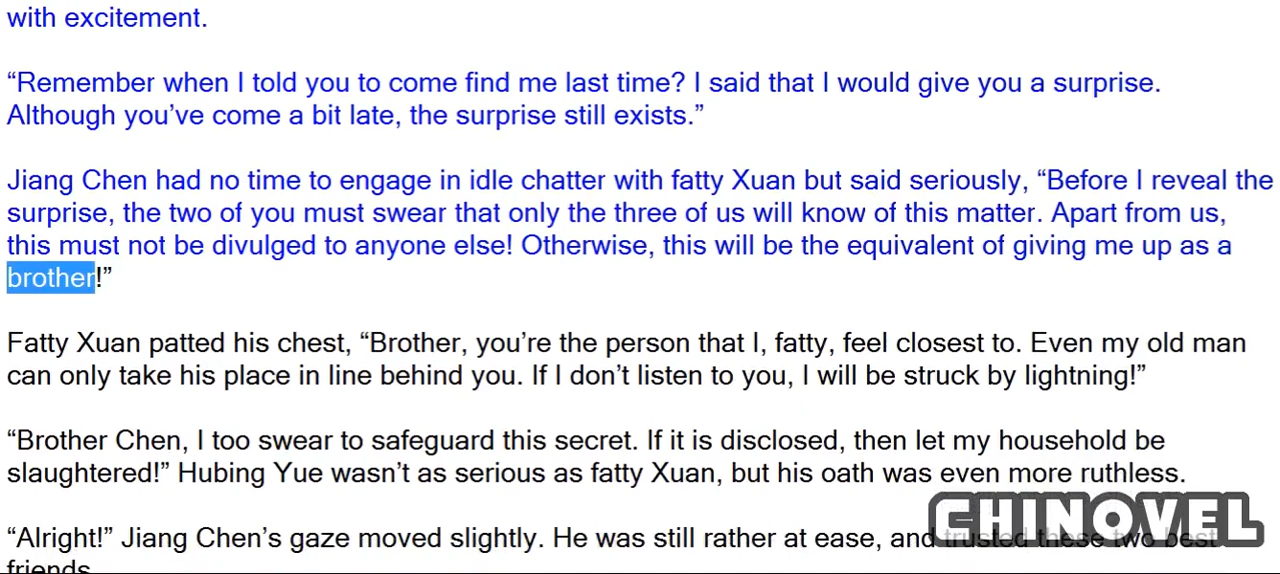 with excitement.
“Remember when I told you to come find me last time? I said that I would give you a surprise.
Although you’ve come a bit late, the surprise still exists.”
Jiang Chen had no time to engage in idle chatter with fatty Xuan but said seriously, “Before I reveal the
surprise, the two of you must swear that only the three of us will know of this matter. Apart from us,
this must not be divulged to anyone else! Otherwise, this will be the equivalent of giving me up as a
brother!”
Fatty Xuan patted his chest, “Brother, you’re the person that I, fatty, feel closest to. Even my old man
can only take his place in line behind you. If I don’t listen to you, I will be struck by lightning!”
“Brother Chen, I too swear to safeguard this secret. If it is disclosed, then let my household be
slaughtered!” Hubing Yue wasn’t as serious as fatty Xuan, but his oath was even more ruthless.
“Alright!” Jiang Chen’s gaze moved slightly. He was still rather at ease, and trusted these two best
friends.
CHINOVEL